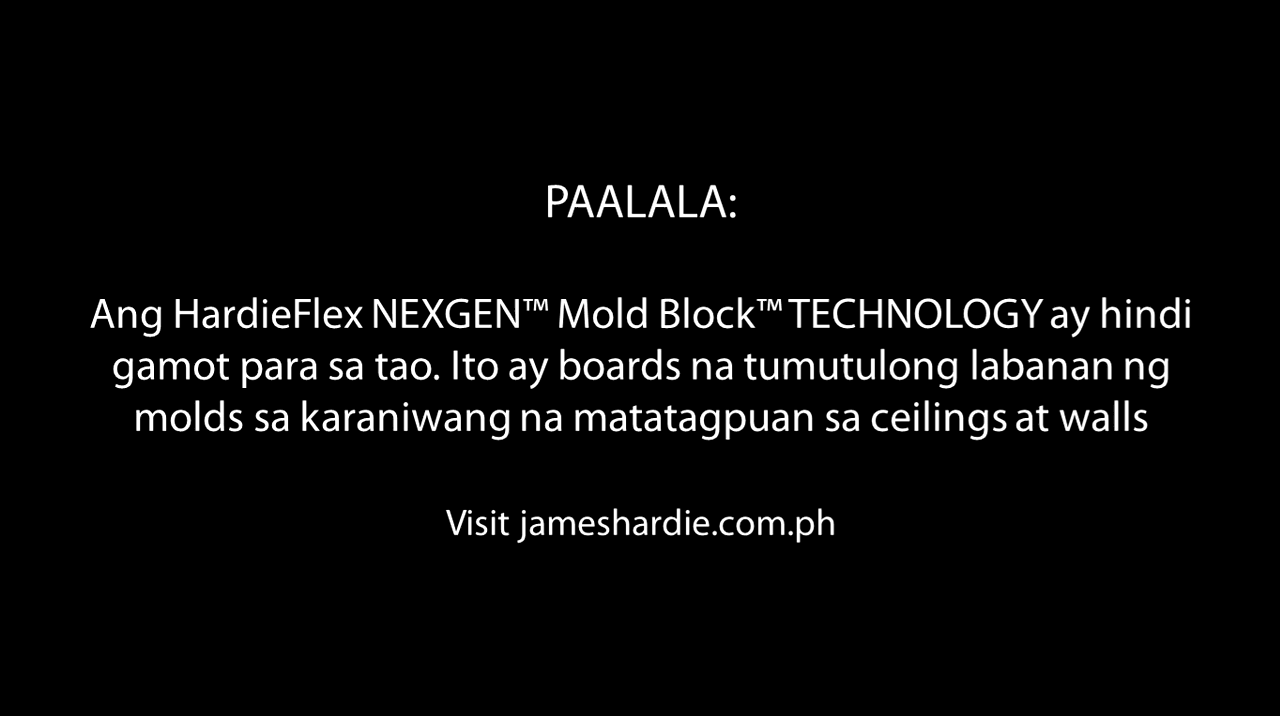 PAALALA:
Ang HardieFlex NEXGEN™ Mold Block™ TECHNOLOGY ay hindi
gamot para sa tao. Ito ay boards na tumutulong labanan ng
molds sa karaniwang na matatagpuan sa ceilings at walls
Visit jameshardie.com.ph